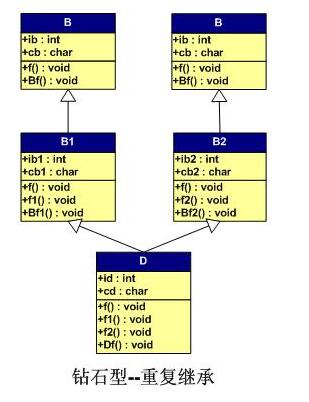 B
+ib : int
+cb : char
+f() : void
+Bf() : void
B
+ib : int
+cb : char
+f() : void
+Bf() : void
B1
+ib1 : int
+cb1 : char
+f() : void
+f1() : void
+Bf1() : void
B2
+ib2 : int
+cb2 : char
+f() : void
+f2() : void
+Bf2() : void
D
+id : int
+cd : char
+f() : void
+f1() : void
+f2() : void
+Df() : void
钻石型--重复继承